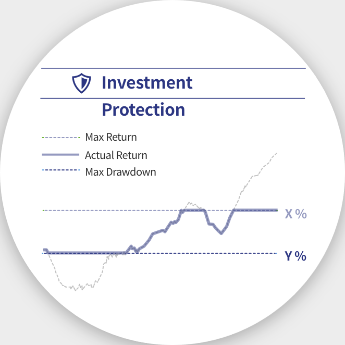 Investment
Protection
Max Return
Actual Return
Max Drawdown
X %
Y %